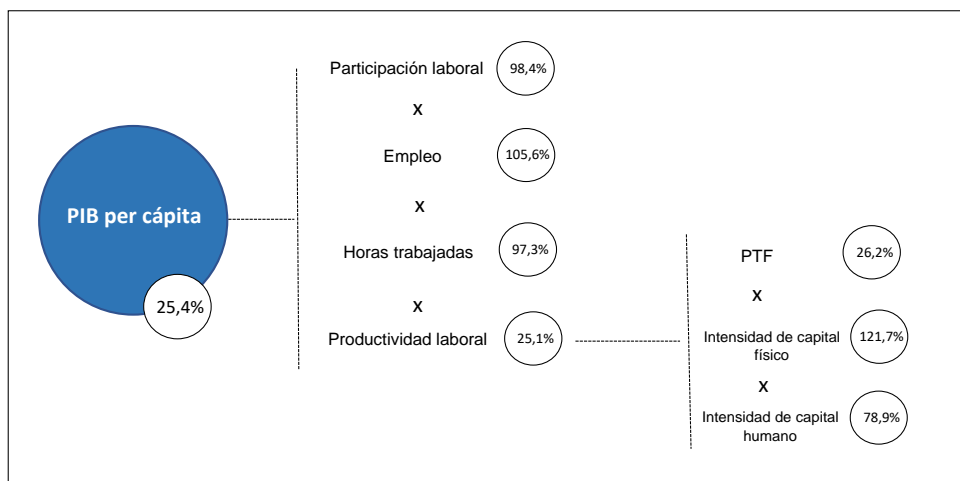 PIB per cápita
25,4%
Participación laboral
98,4%
x
Empleo
105,6%
x
Horas trabajadas
97,3%
x
Productividad laboral
25,1%
PTF
26,2%
x
Intensidad de capital
físico
121,7%
x
Intensidad de capital
humano
78,9%